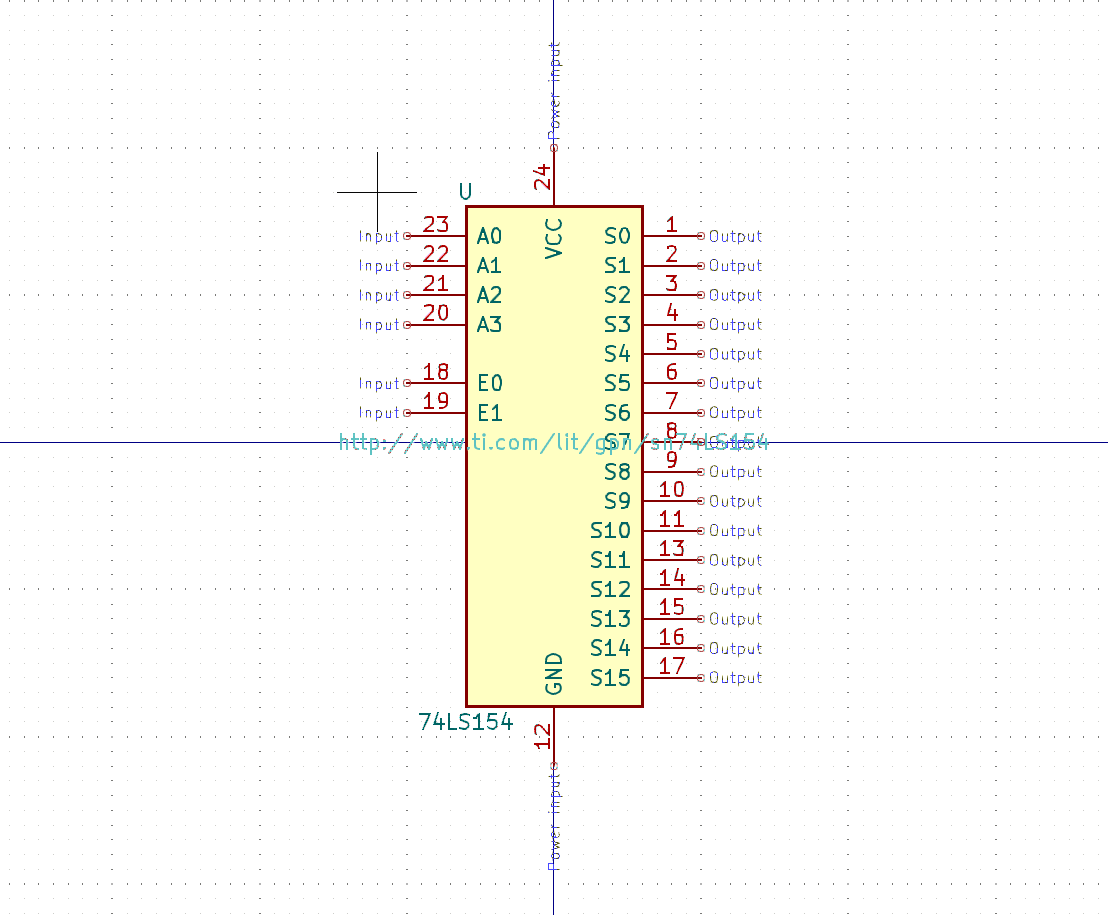 Power input
24
U
VCC
Input 23 A0 S0 1 Output
Input 22 A1 S1 2 Output
Input 21 A2 S2 3 Output
Input 20 A3 S3 4 Output
S4 5 Output
Input 18 E0 S5 6 Output
Input 19 E1 S6 7 Output
S7 8 Output
http://www.ti.com/lit/gpn/sn74LS154
S8 9 Output
S9 10 Output
S10 11 Output
S11 13 Output
S12 14 Output
S13 15 Output
S14 16 Output
S15 17 Output
GND
74LS154
12
Power input